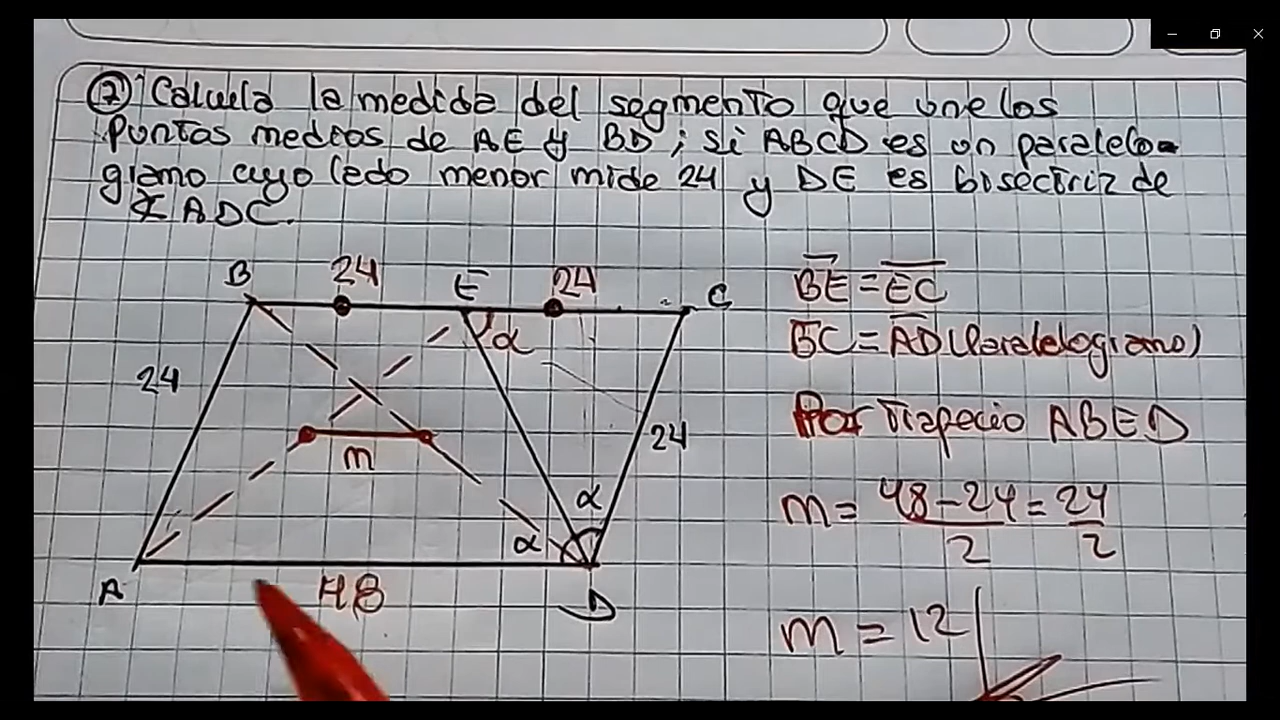 ② Calcula la medida del segmento que une los
puntos medios de AE y BD; si ABCD es un paralelo-
gramo cuyo lado menor mide 24 y DE es bisectriz de
∡ ADC.
B 24 E 24 C
α
24
24
m
α
α
A 48 D
BE = EC
BC = AD (Paralelogramo)
Por Trapecio ABED
m = 48-24/2 = 24/2
m = 12